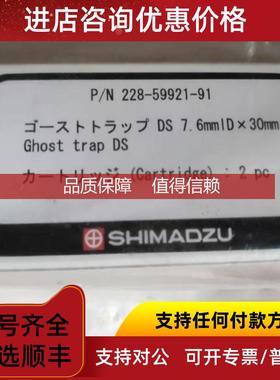 进店咨询有优惠
P/N 228-59921-91
ゴーストトラップ DS 7.6mmID×30mm
Ghost trap DS
品质保障 值得信赖
カートリッジ (Cartridge) : 2 pc
SHIMADZU
号齐全
选顺丰
支持任何付款方式
支持对公 可开专票/普票